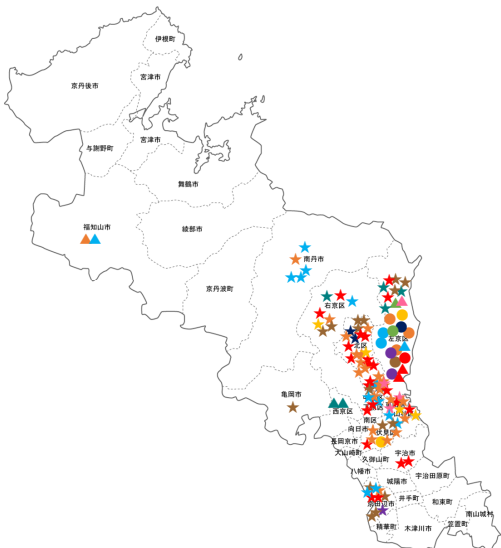 伊根町
宮津市
京丹後市
宮津市
与謝野町
舞鶴市
福知山市
綾部市
南丹市
京丹波町
右京区
北区
左京区
亀岡市
西京区
南区
向日市
伏見区
長岡京市
大山崎町
久御山町
宇治市
八幡市
城陽市
宇治田原町
井手町
和束町
京田辺市
南山城村
精華町
木津川市
笠置町